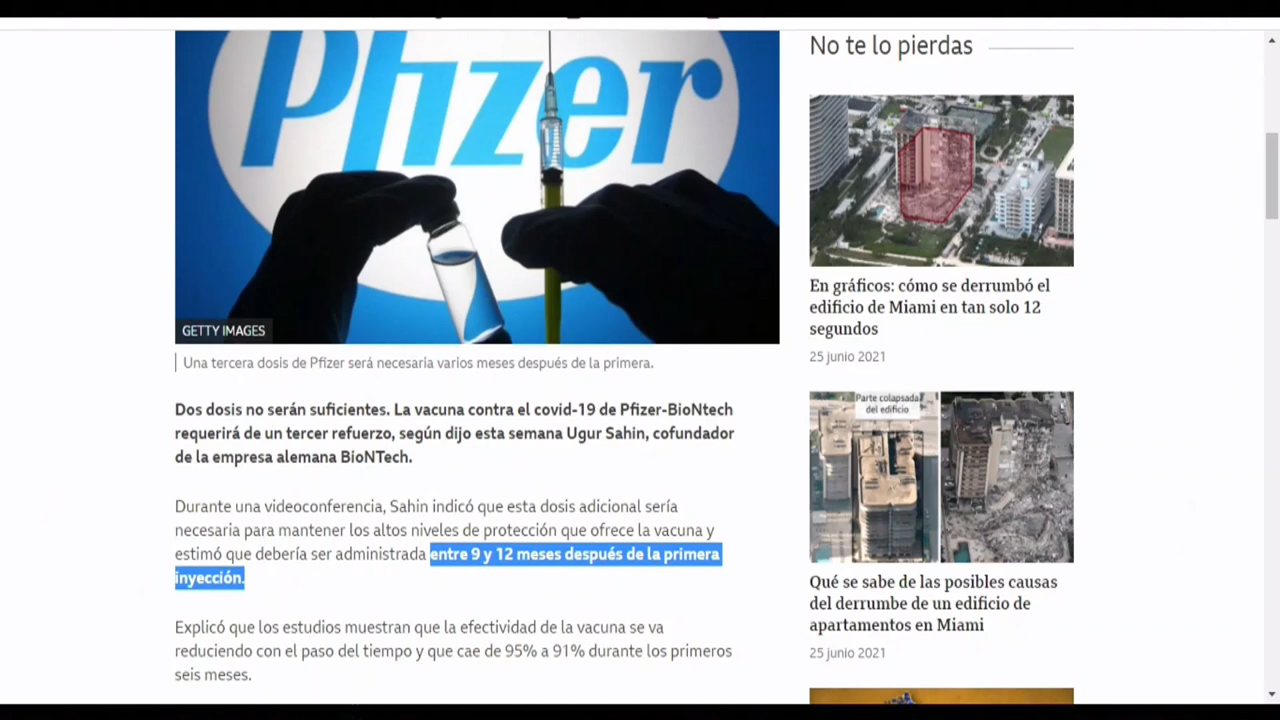 Pfizer
GETTY IMAGES
Una tercera dosis de Pfizer será necesaria varios meses después de la primera.
Dos dosis no serán suficientes. La vacuna contra el covid-19 de Pfizer-BioNtech
requerirá de un tercer refuerzo, según dijo esta semana Ugur Sahin, cofundador
de la empresa alemana BioNTech.
Durante una videoconferencia, Sahin indicó que esta dosis adicional sería
necesaria para mantener los altos niveles de protección que ofrece la vacuna y
estimó que debería ser administrada entre 9 y 12 meses después de la primera
inyección.
Explicó que los estudios muestran que la efectividad de la vacuna se va
reduciendo con el paso del tiempo y que cae de 95% a 91% durante los primeros
seis meses.
No te lo pierdas
En gráficos: cómo se derrumbó el
edificio de Miami en tan solo 12
segundos
25 junio 2021
Parte colapsada
del edificio
Qué se sabe de las posibles causas
del derrumbe de un edificio de
apartamentos en Miami
25 junio 2021